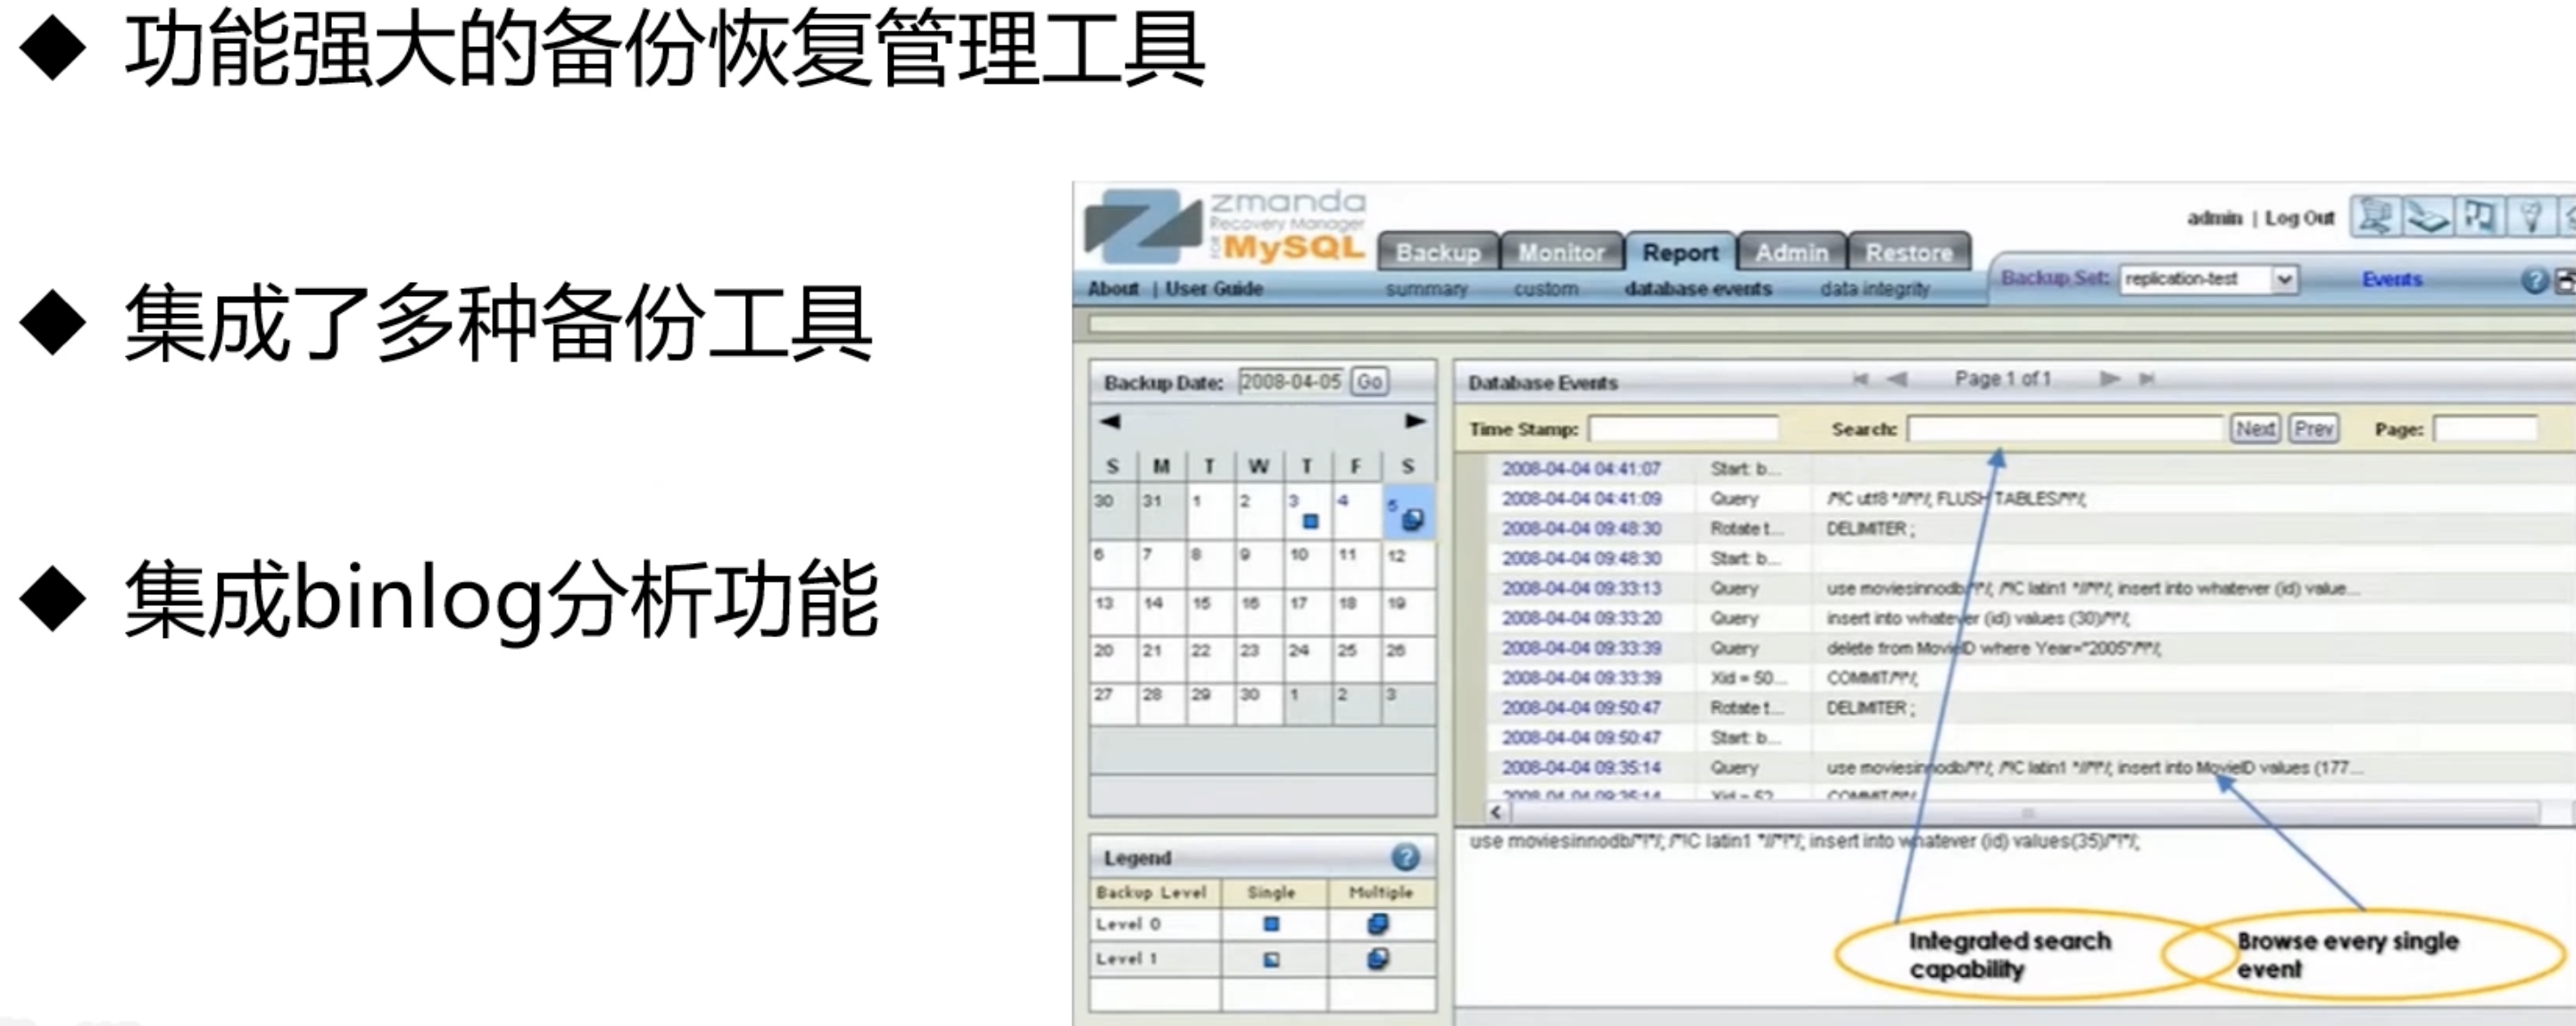 ◆ 功能强大的备份恢复管理工具
◆ 集成了多种备份工具
◆ 集成binlog分析功能
zmanda
Recovery Manager
FOR MySQL
admin | Log Out
Backup Monitor Report Admin Restore
About | User Guide
summary custom database events data integrity
Backup Set: replication-test Events
Backup Date: 2008-04-05 Go
S M T W T F S
30 31 1 2 3 4 5
6 7 8 9 10 11 12
13 14 15 16 17 18 19
20 21 22 23 24 25 26
27 28 29 30 1 2 3
Legend
Backup Level Single Multiple
Level 0
Level 1
Database Events Page 1 of 1
Time Stamp: Search: Next Prev Page:
2008-04-04 04:41:07 Start: b...
2008-04-04 04:41:09 Query FLUSH TABLES
2008-04-04 09:48:30 Rotate t... DELIMITER ;
2008-04-04 09:48:30 Start: b...
2008-04-04 09:33:13 Query use moviesinnodb latin1 insert into whatever (id) value...
2008-04-04 09:33:20 Query insert into whatever (id) values (30)
2008-04-04 09:33:39 Query delete from MovieID where Year="2005"
2008-04-04 09:33:39 Xid = 50... COMMIT
2008-04-04 09:50:47 Rotate t... DELIMITER ;
2008-04-04 09:50:47 Start: b...
2008-04-04 09:35:14 Query use moviesinnodb latin1 insert into MovieID values (177...
2008-04-04 09:35:14 Xid = 52 COMMIT
use moviesinnodb latin1 insert into whatever (id) values(35)
Integrated search
capability
Browse every single
event